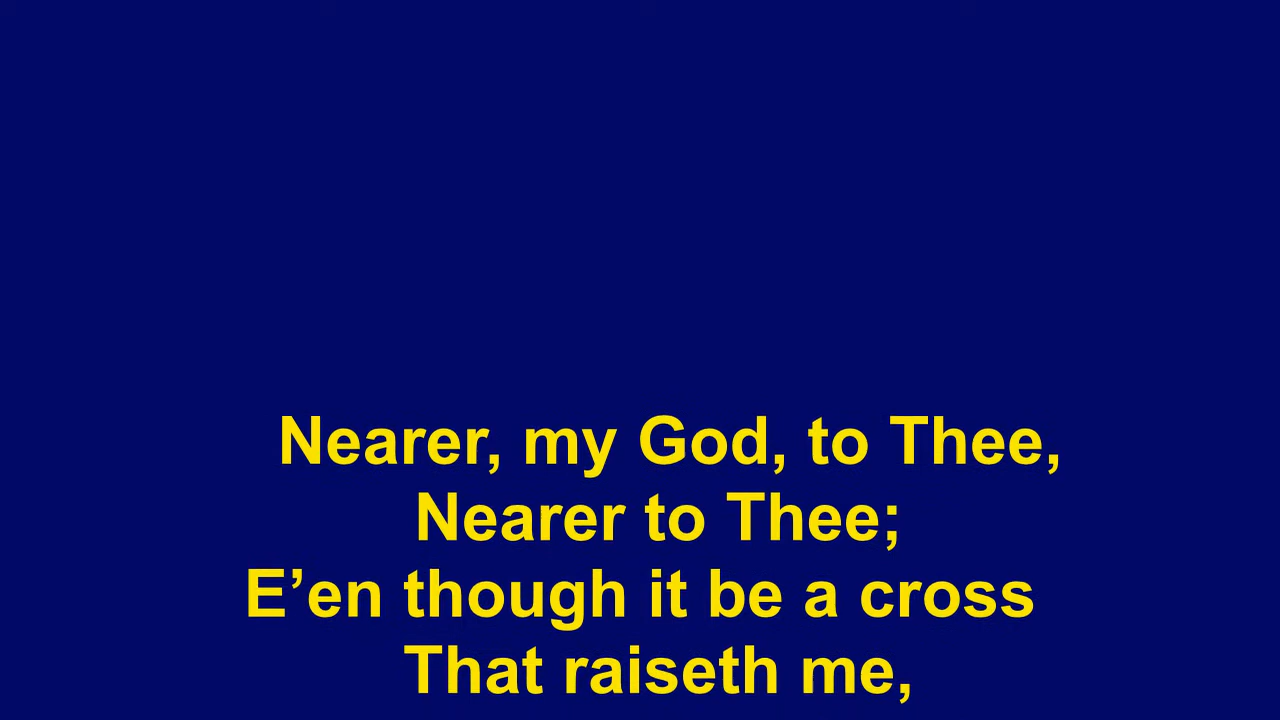 Nearer, my God, to Thee,
Nearer to Thee;
E’en though it be a cross
That raiseth me,